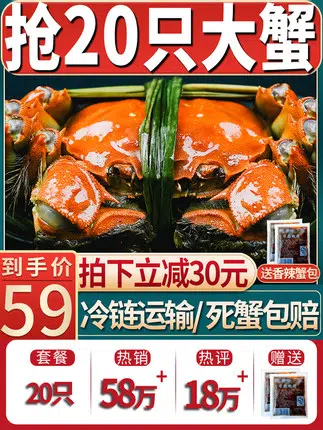 抢20只大蟹
送香辣蟹包
到手价
59
拍下立减30元
冷链运输/死蟹包赔
套餐
20只
热销
58万+
热评
18万+
赠送